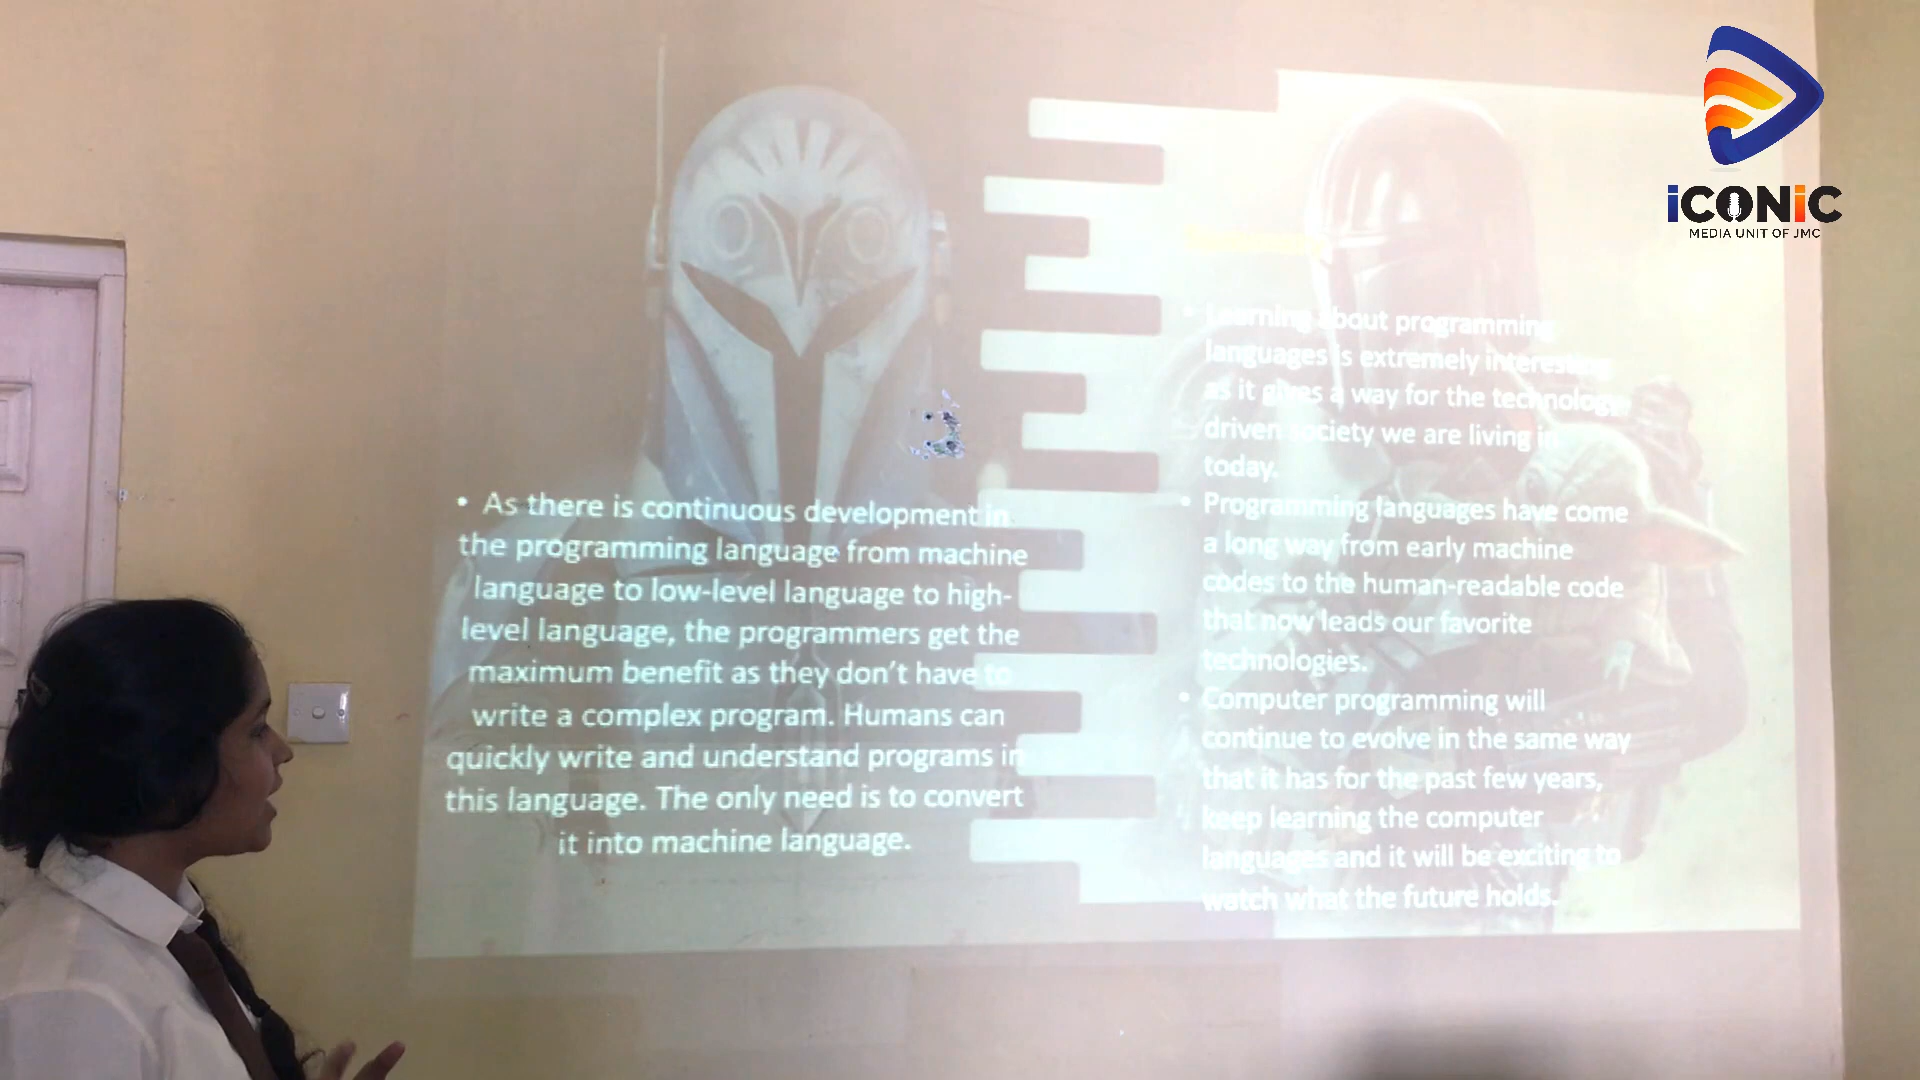 • As there is continuous development in
the programming language from machine
language to low-level language to high-
level language, the programmers get the
maximum benefit as they don't have to
write a complex program. Humans can
quickly write and understand programs in
this language. The only need is to convert
it into machine language.
• Learning about programming
languages is extremely interesting
as it gives a way for the technology
driven society we are living in
today.
• Programming languages have come
a long way from early machine
codes to the human-readable code
that now leads our favorite
technologies.
• Computer programming will
continue to evolve in the same way
that it has for the past few years,
keep learning the computer
languages and it will be exciting to
watch what the future holds.
iCONiC
MEDIA UNIT OF JMC